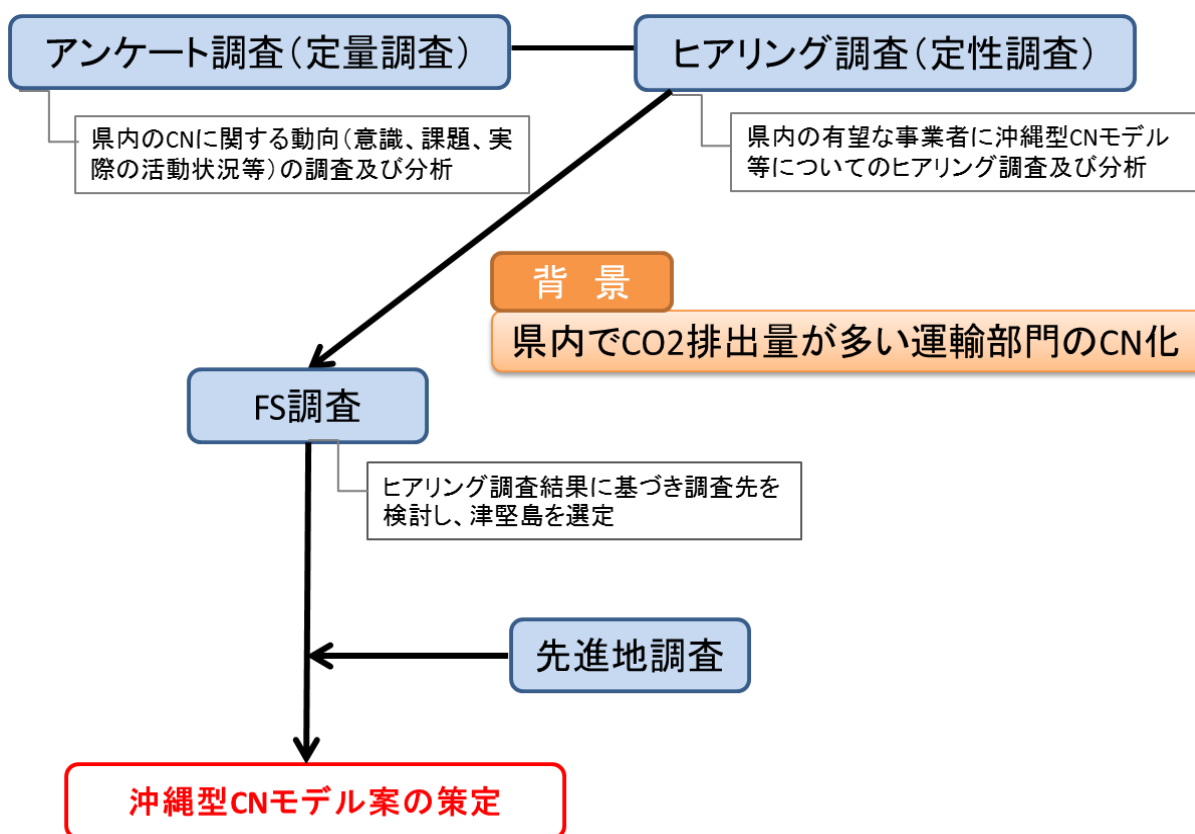 アンケート調査（定量調査）
ヒアリング調査（定性調査）
県内のCNに関する動向（意識、課題、実
際の活動状況等）の調査及び分析
県内の有望な事業者に沖縄型CNモデル
等についてのヒアリング調査及び分析
背　景
県内でCO2排出量が多い運輸部門のCN化
FS調査
ヒアリング調査結果に基づき調査先を
検討し、津堅島を選定
先進地調査
沖縄型CNモデル案の策定